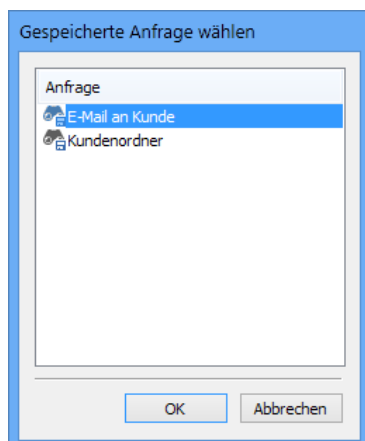 Gespeicherte Anfrage wählen
Anfrage
E-Mail an Kunde
Kundenordner
OK Abbrechen